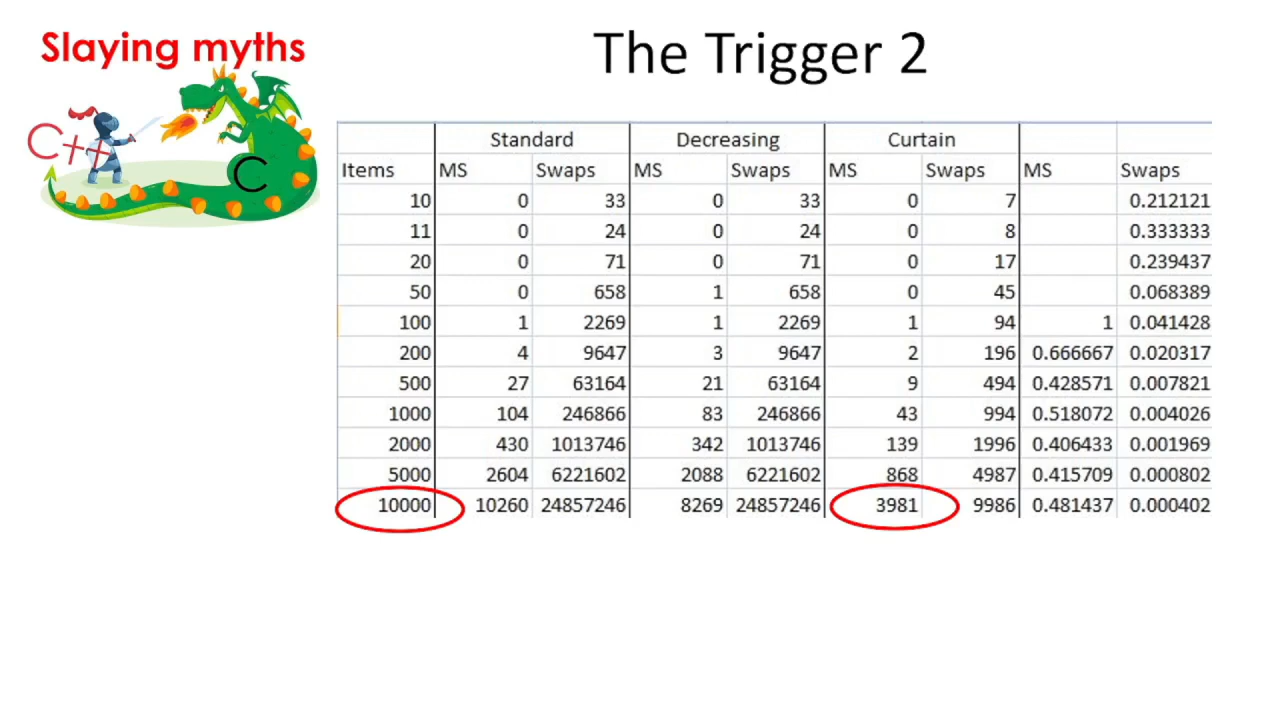 Slaying myths
The Trigger 2
C++
C
Standard Decreasing Curtain
Items MS Swaps MS Swaps MS Swaps MS Swaps
10 0 33 0 33 0 7 0.212121
11 0 24 0 24 0 8 0.333333
20 0 71 0 71 0 17 0.239437
50 0 658 1 658 0 45 0.068389
100 1 2269 1 2269 1 94 1 0.041428
200 4 9647 3 9647 2 196 0.666667 0.020317
500 27 63164 21 63164 9 494 0.428571 0.007821
1000 104 246866 83 246866 43 994 0.518072 0.004026
2000 430 1013746 342 1013746 139 1996 0.406433 0.001969
5000 2604 6221602 2088 6221602 868 4987 0.415709 0.000802
10000 10260 24857246 8269 24857246 3981 9986 0.481437 0.000402